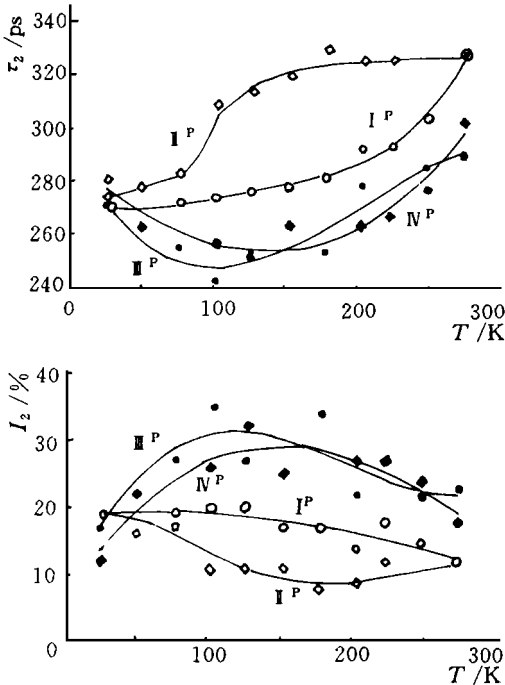 τ₂ /ps
340
320
Ⅱ ᴾ
Ⅰ ᴾ
300
280
Ⅳ ᴾ
260
Ⅲ ᴾ
240
0 100 200 300
T /K
I₂ /%
40
Ⅲ ᴾ
30
Ⅳ ᴾ
Ⅰ ᴾ
20
10
Ⅱ ᴾ
0
0 100 200 300
T /K